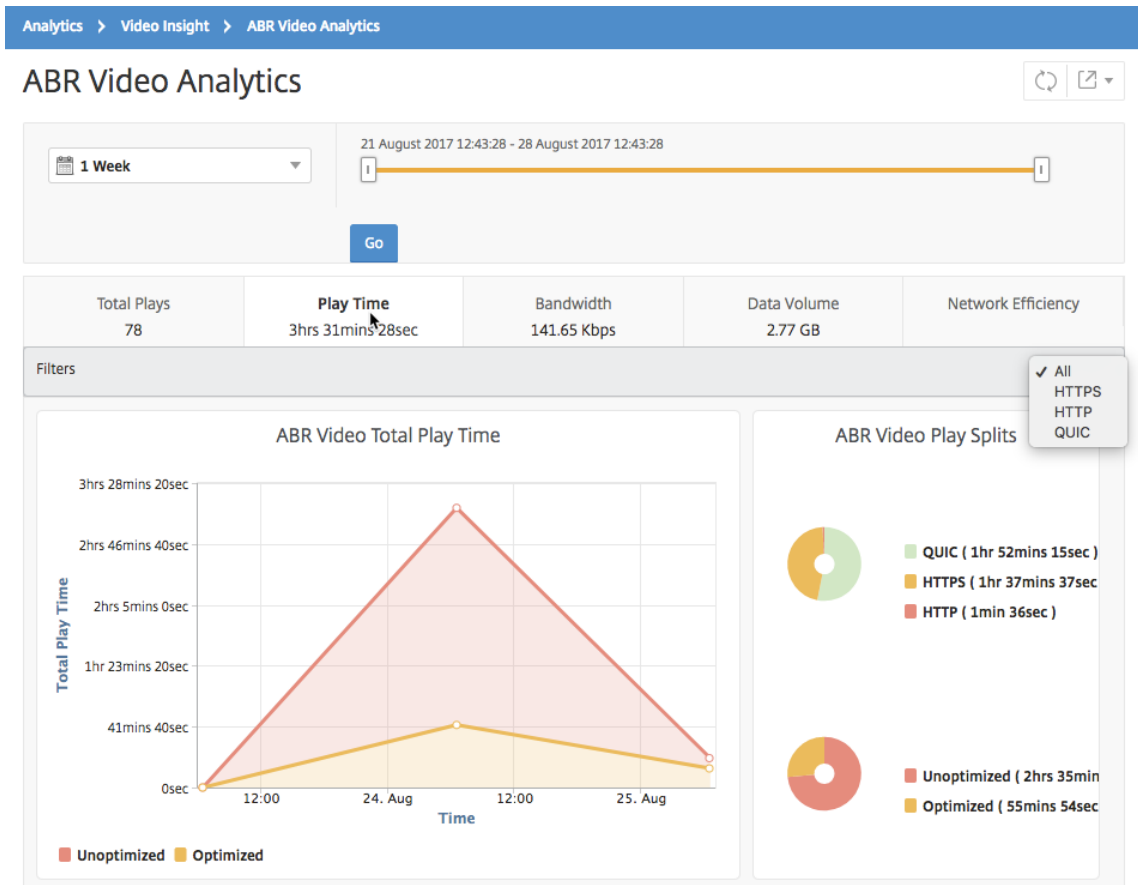 Analytics > Video Insight > ABR Video Analytics
ABR Video Analytics
1 Week
21 August 2017 12:43:28 - 28 August 2017 12:43:28
Go
Total Plays
78
Play Time
3hrs 31mins 28sec
Bandwidth
141.65 Kbps
Data Volume
2.77 GB
Network Efficiency
Filters
✓ All
HTTPS
HTTP
QUIC
ABR Video Total Play Time
Total Play Time
3hrs 28mins 20sec
2hrs 46mins 40sec
2hrs 5mins 0sec
1hr 23mins 20sec
41mins 40sec
0sec
12:00
24. Aug
12:00
25. Aug
Time
Unoptimized
Optimized
ABR Video Play Splits
QUIC ( 1hr 52mins 15sec )
HTTPS ( 1hr 37mins 37sec
HTTP ( 1min 36sec )
Unoptimized ( 2hrs 35min
Optimized ( 55mins 54sec